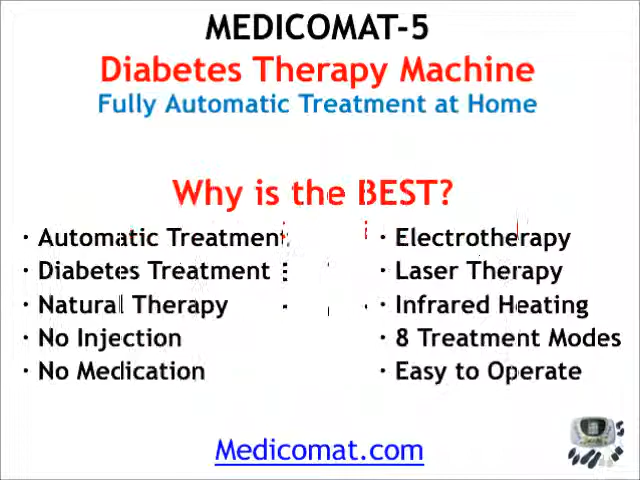 MEDICOMAT-5
Diabetes Therapy Machine
Fully Automatic Treatment at Home
Why is the BEST?
· Automatic Treatment
· Diabetes Treatment
· Natural Therapy
· No Injection
· No Medication
· Electrotherapy
· Laser Therapy
· Infrared Heating
· 8 Treatment Modes
· Easy to Operate
Medicomat.com